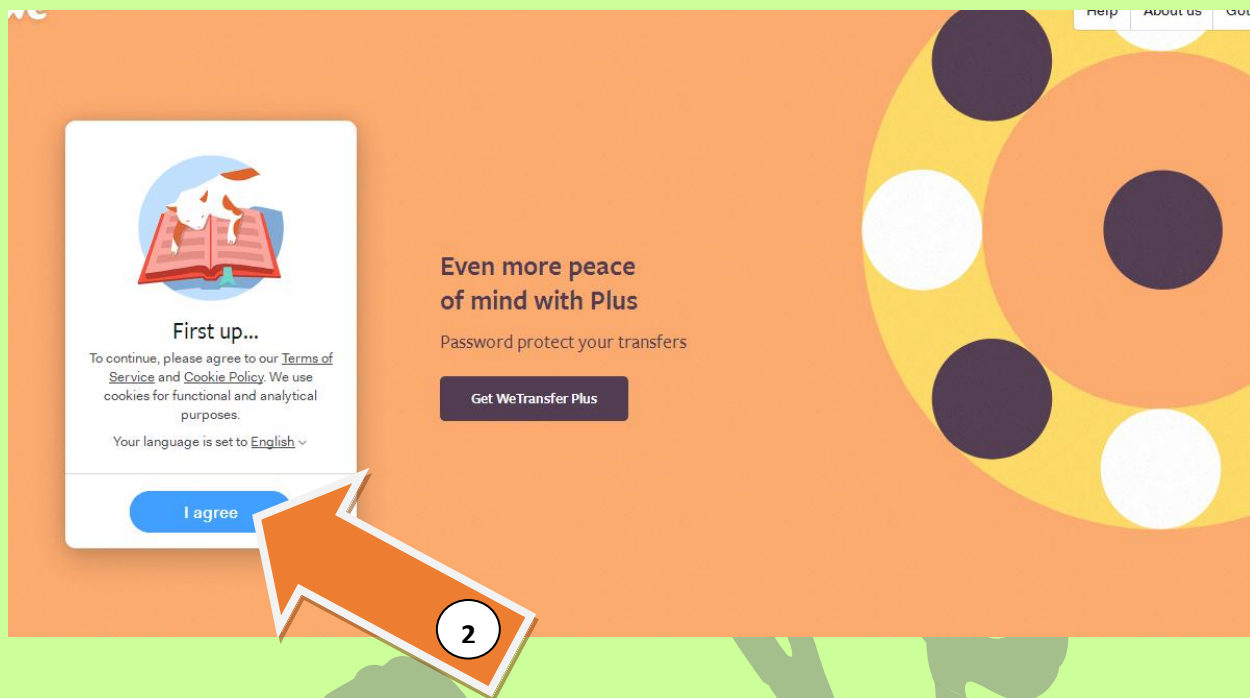 we
Help About us
Even more peace
of mind with Plus
Password protect your transfers
Get WeTransfer Plus
First up...
To continue, please agree to our Terms of
Service and Cookie Policy. We use
cookies for functional and analytical
purposes.
Your language is set to English
I agree
2